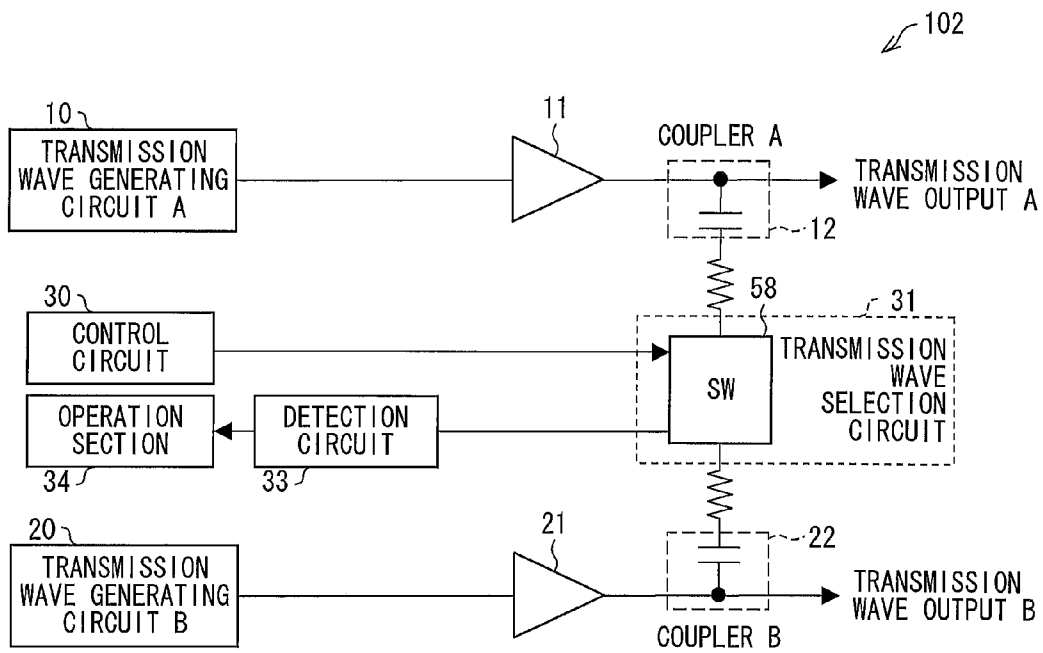 102
10
TRANSMISSION
WAVE GENERATING
CIRCUIT A
11
COUPLER A
12
TRANSMISSION
WAVE OUTPUT A
30
CONTROL
CIRCUIT
58
31
SW
TRANSMISSION
WAVE
SELECTION
CIRCUIT
OPERATION
SECTION
34
DETECTION
CIRCUIT
33
20
TRANSMISSION
WAVE GENERATING
CIRCUIT B
21
22
COUPLER B
TRANSMISSION
WAVE OUTPUT B